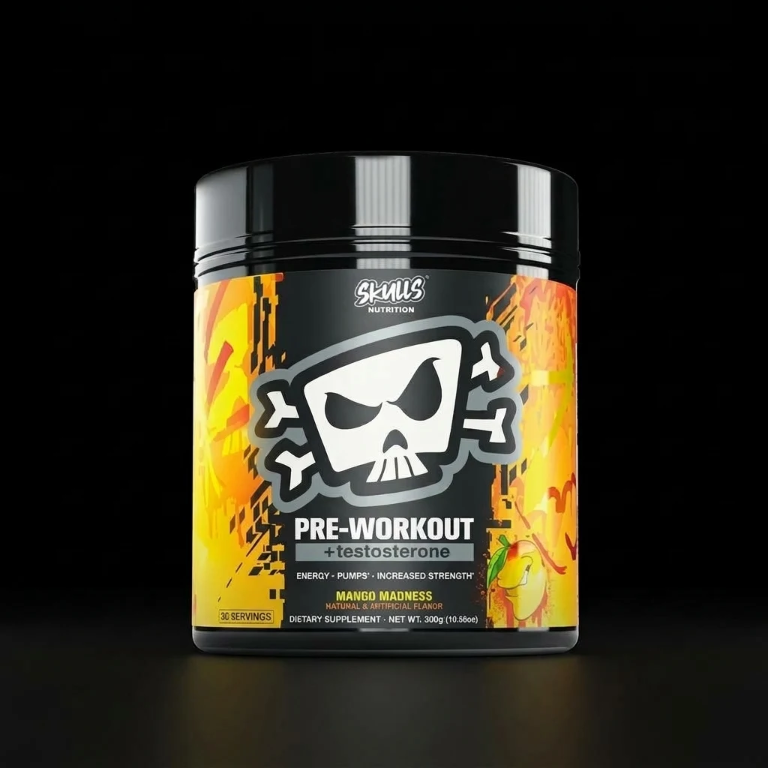 SKULLS
NUTRITION
PRE-WORKOUT
+testosterone
ENERGY - PUMPS* - INCREASED STRENGTH*
MANGO MADNESS
NATURAL & ARTIFICIAL FLAVOR
30 SERVINGS
DIETARY SUPPLEMENT · NET WT. 300g (10.56oe)